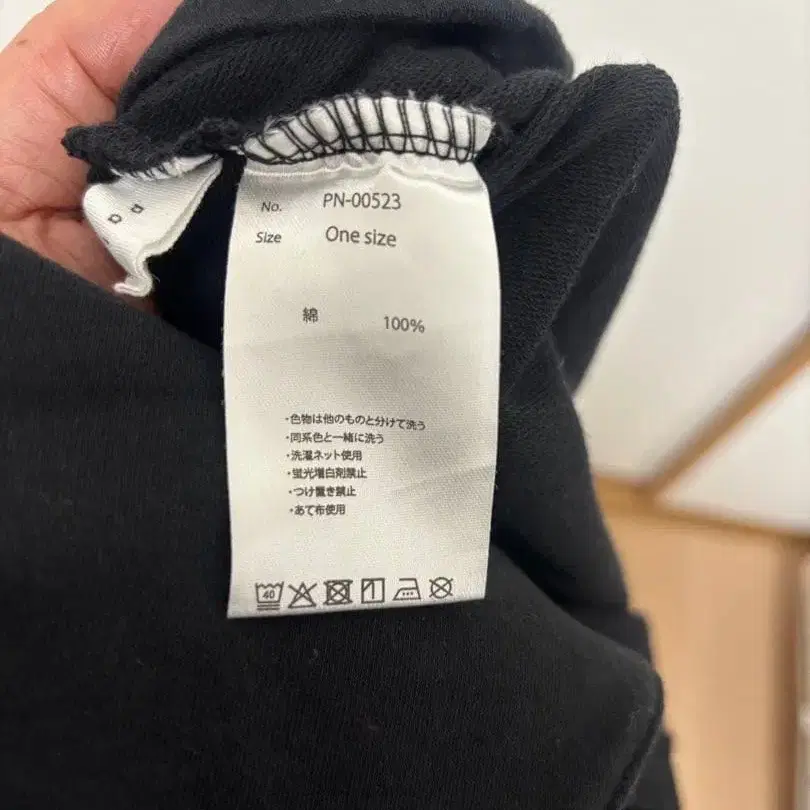 No. PN-00523
Size One size
綿 100%
・色物は他のものと分けて洗う
・同系色と一緒に洗う
・洗濯ネット使用
・蛍光増白剤禁止
・つけ置き禁止
・あて布使用
40